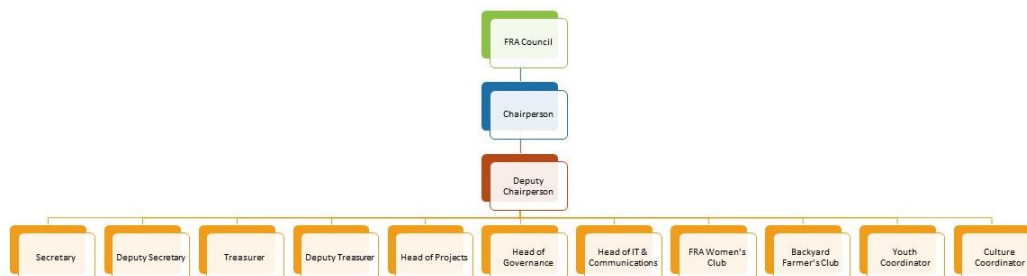 FRA Council
Chairperson
Deputy
Chairperson
Secretary
Deputy Secretary
Treasurer
Deputy Treasurer
Head of Projects
Head of
Governance
Head of IT &
Communications
FRA Women's
Club
Backyard
Farmer's Club
Youth
Coordinator
Culture
Coordinator